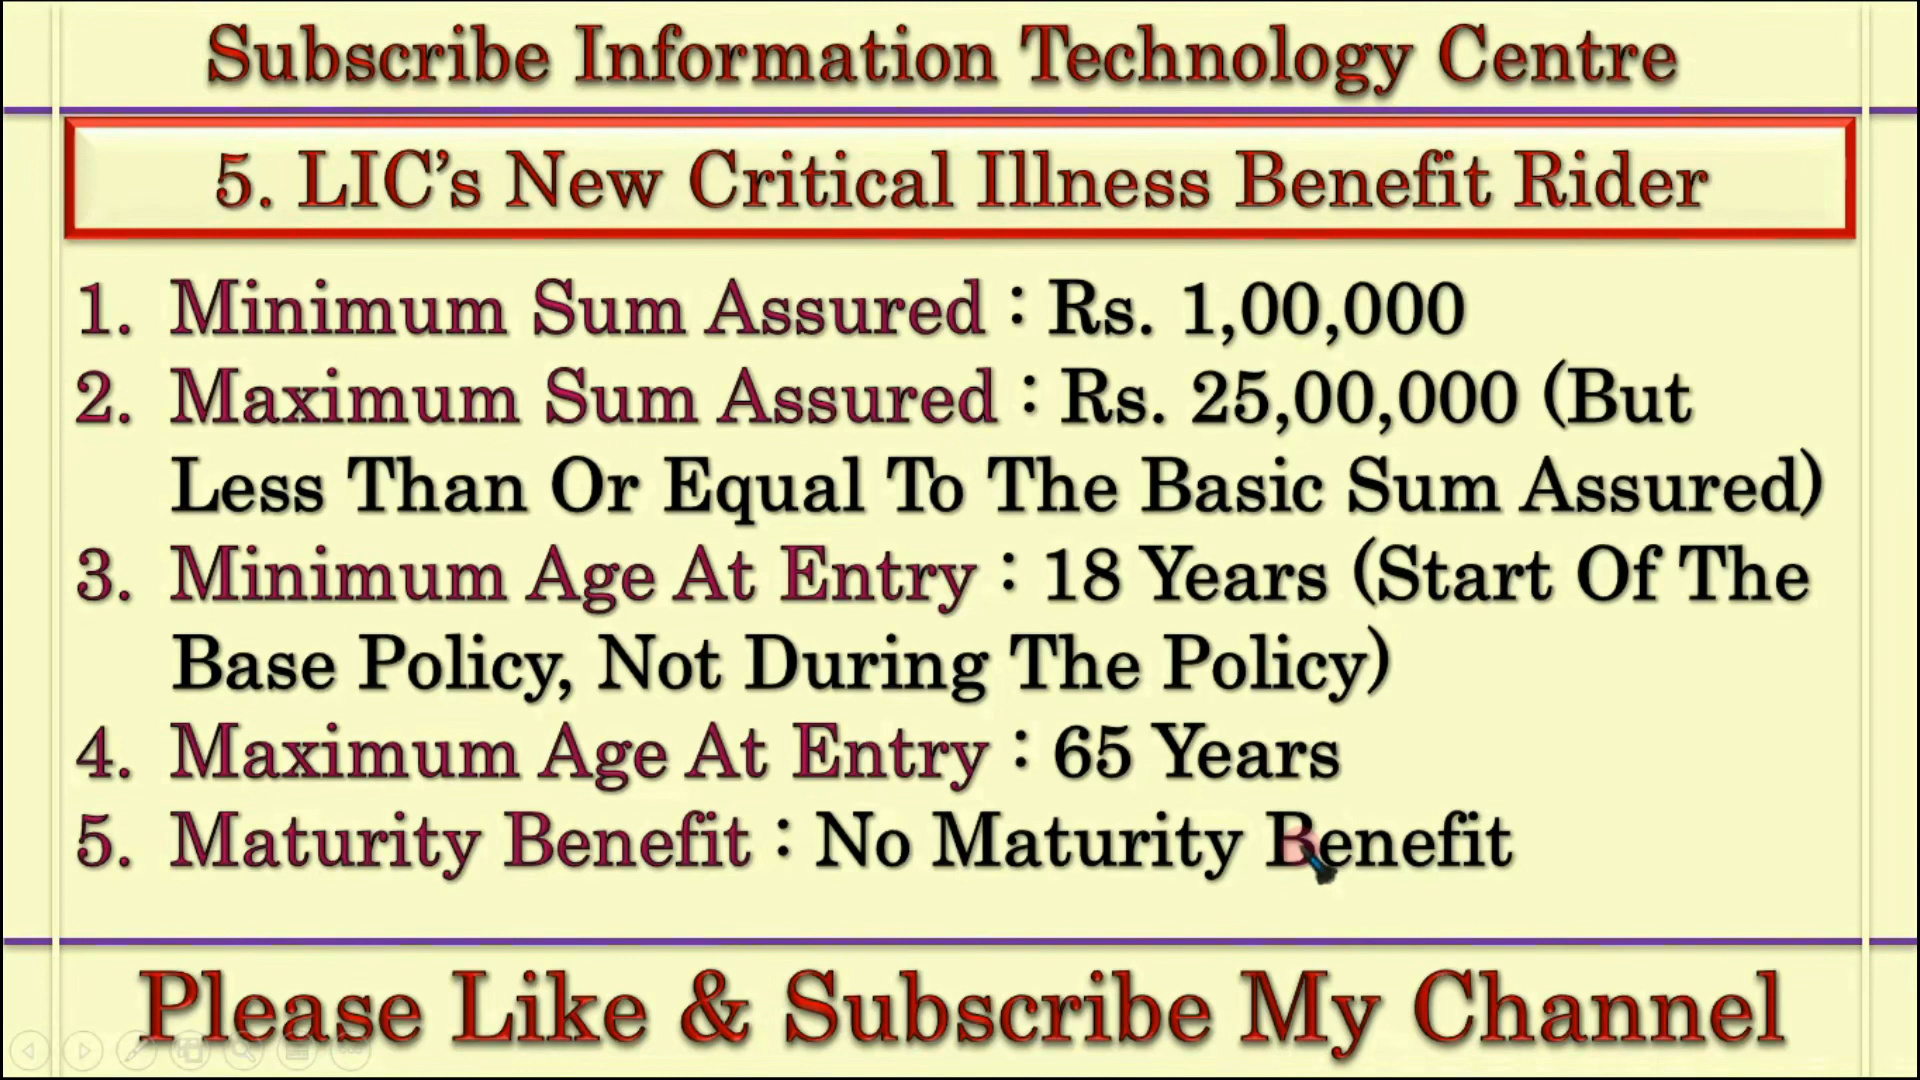 Subscribe Information Technology Centre
5. LIC’s New Critical Illness Benefit Rider
1. Minimum Sum Assured : Rs. 1,00,000
2. Maximum Sum Assured : Rs. 25,00,000 (But
Less Than Or Equal To The Basic Sum Assured)
3. Minimum Age At Entry : 18 Years (Start Of The
Base Policy, Not During The Policy)
4. Maximum Age At Entry : 65 Years
5. Maturity Benefit : No Maturity Benefit
Please Like & Subscribe My Channel